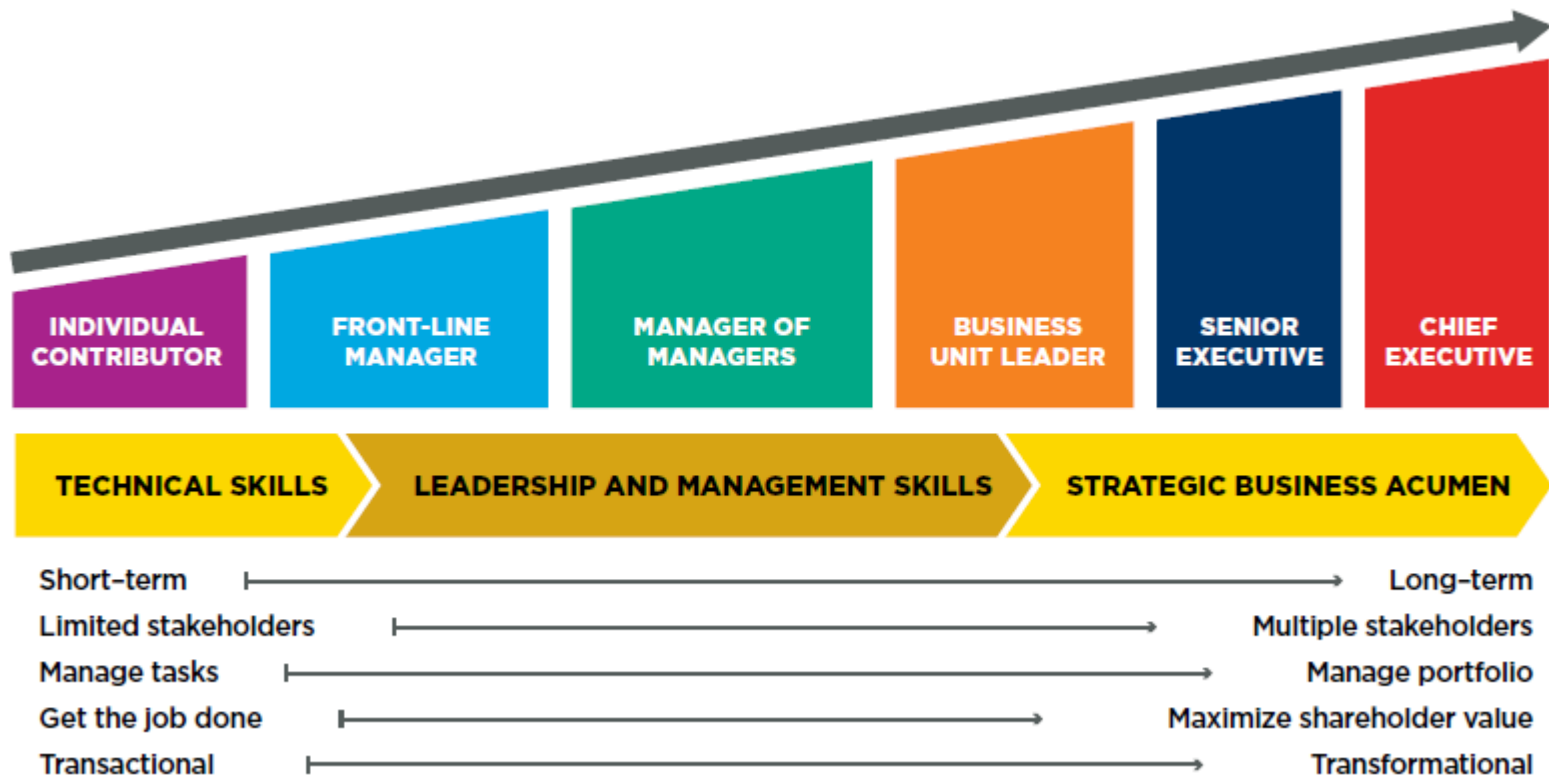 INDIVIDUAL
CONTRIBUTOR
FRONT-LINE
MANAGER
MANAGER OF
MANAGERS
BUSINESS
UNIT LEADER
SENIOR
EXECUTIVE
CHIEF
EXECUTIVE
TECHNICAL SKILLS
LEADERSHIP AND MANAGEMENT SKILLS
STRATEGIC BUSINESS ACUMEN
Short–term Long–term
Limited stakeholders Multiple stakeholders
Manage tasks Manage portfolio
Get the job done Maximize shareholder value
Transactional Transformational